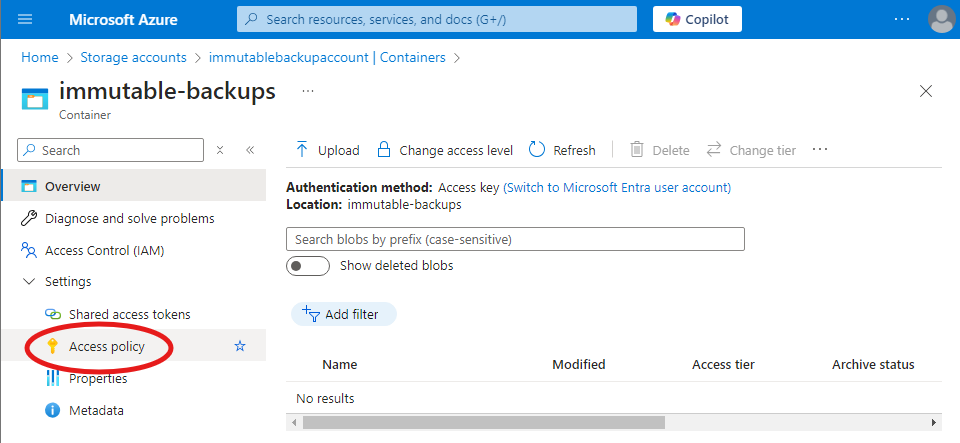 Microsoft Azure
Search resources, services, and docs (G+/)
Copilot
Home > Storage accounts > immutablebackupaccount | Containers >
immutable-backups
Container
Search
Upload
Change access level
Refresh
Delete
Change tier
Overview
Diagnose and solve problems
Access Control (IAM)
Settings
Shared access tokens
Access policy
Properties
Metadata
Authentication method: Access key (Switch to Microsoft Entra user account)
Location: immutable-backups
Search blobs by prefix (case-sensitive)
Show deleted blobs
Add filter
Name Modified Access tier Archive status
No results